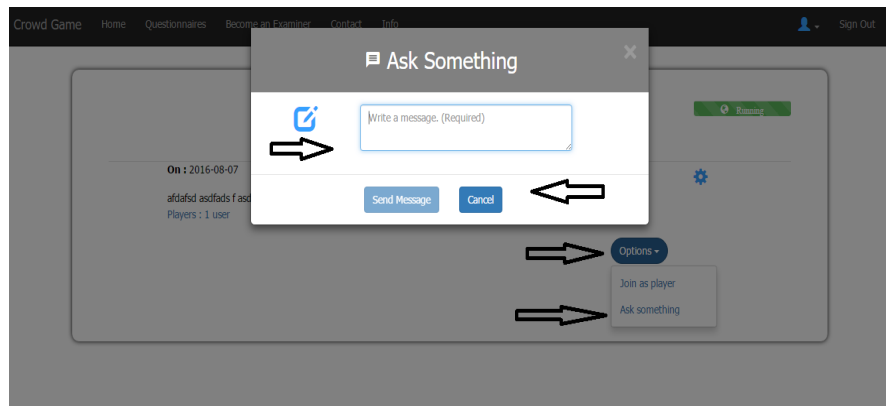 Crowd Game Home Questionnaires Become an Examiner Contact Info Sign Out
Ask Something ×
Write a message. (Required)
Running
On : 2016-08-07
afdafsd asdfads f asd
Players : 1 user
Send Message Cancel
Options
Join as player
Ask something